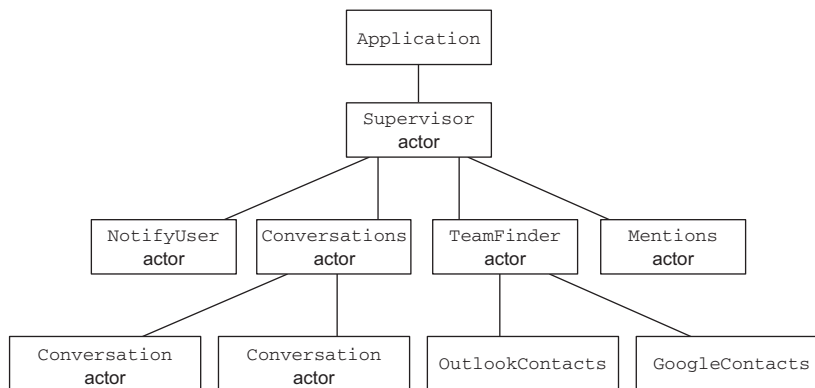 Application
Supervisor
actor
NotifyUser
actor
Conversations
actor
TeamFinder
actor
Mentions
actor
Conversation
actor
Conversation
actor
OutlookContacts
GoogleContacts